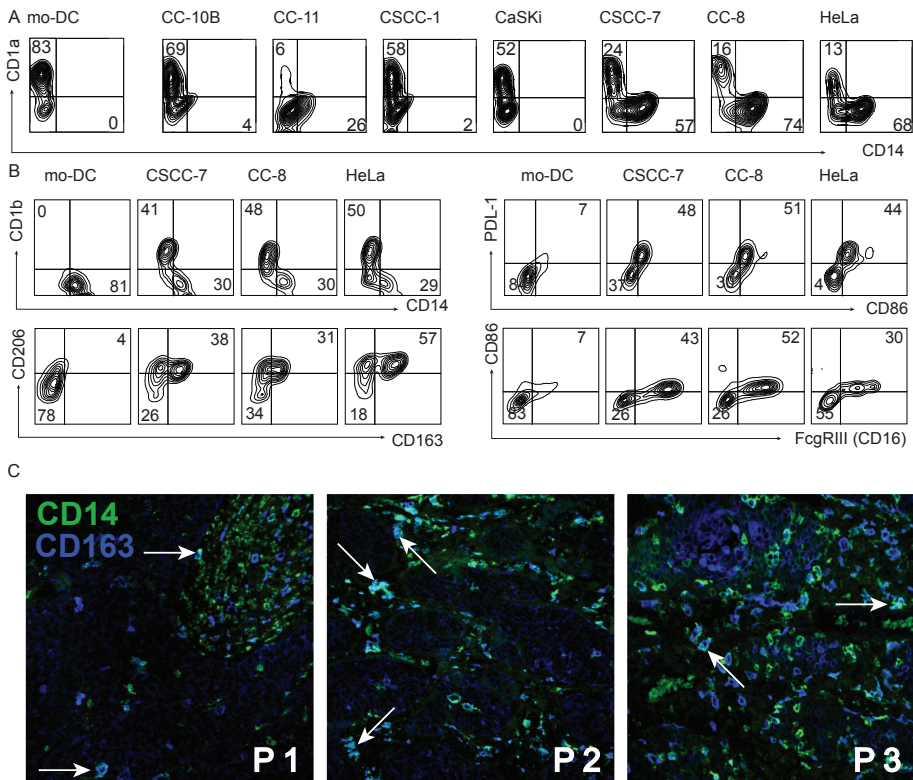 A
mo-DC CC-10B CC-11 CSCC-1 CaSKi CSCC-7 CC-8 HeLa
CD1a
83 69 6 58 52 24 16 13
0 4 26 2 0 57 74 68
CD14
B
mo-DC CSCC-7 CC-8 HeLa
CD1b
0 41 48 50
81 30 30 29
CD14
mo-DC CSCC-7 CC-8 HeLa
PDL-1
7 48 51 44
8 37 3 4
CD86
CD206
4 38 31 57
78 26 34 18
CD163
CD86
7 43 52 30
83 26 26 55
FcgRIII (CD16)
C
CD14
CD163
P 1 P 2 P 3